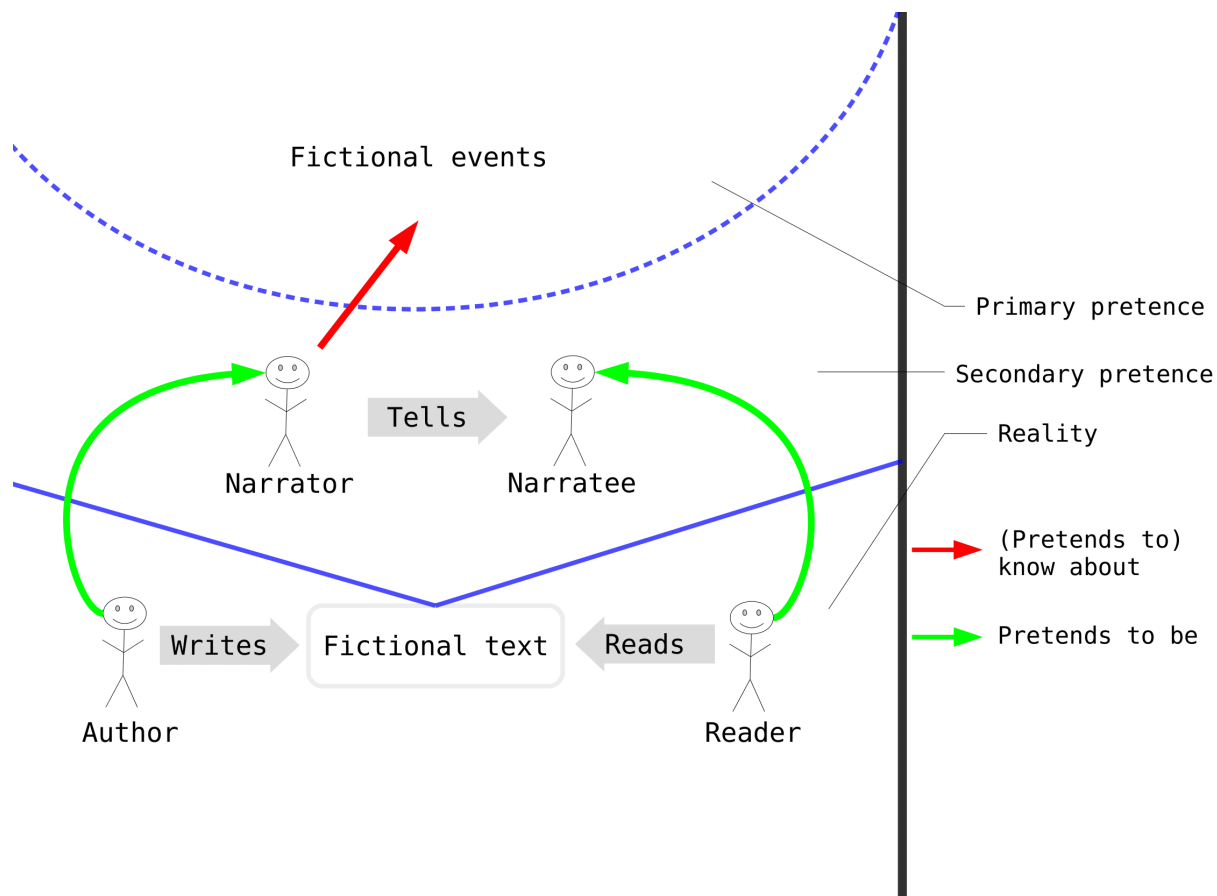 Fictional events
Primary pretence
Secondary pretence
Tells
Reality
Narrator
Narratee
(Pretends to)
know about
Writes
Fictional text
Reads
Pretends to be
Author
Reader